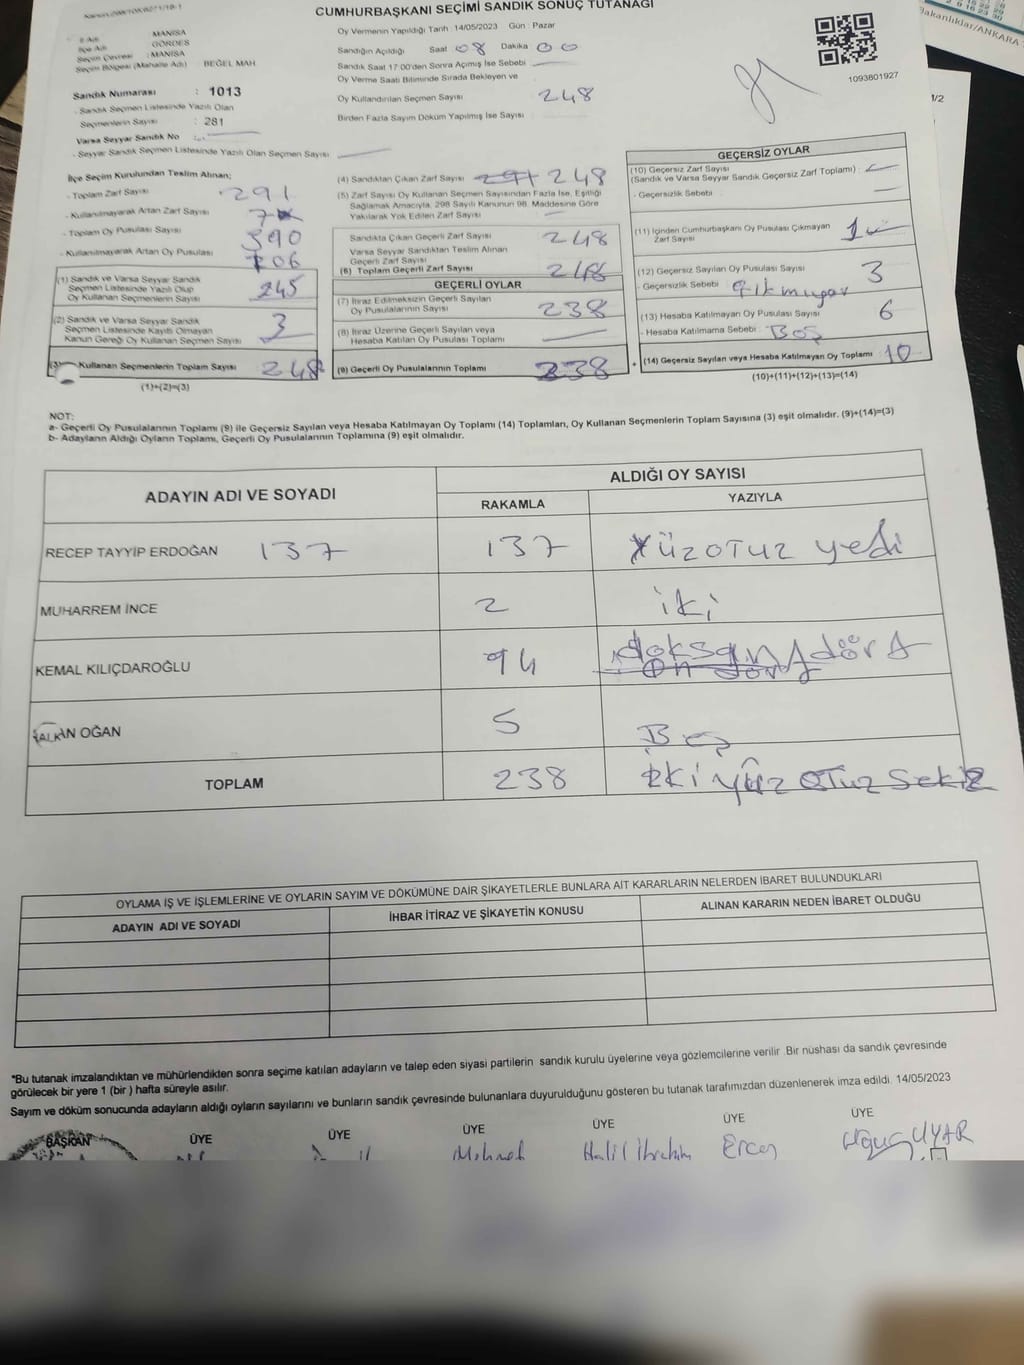 CUMHURBAŞKANI SEÇİMİ SANDIK SONUÇ TUTANAĞI
İli Adı MANİSA
İlçe Adı GÖRDES
Seçim Çevresi : MANİSA
Seçim Bölgesi (Mahalle Adı) BEĞEL MAH
Sandık Numarası : 1013
- Sandık Seçmen Listesinde Yazılı Olan
Seçmenlerin Sayısı : 281
Varsa Seyyar Sandık No :
- Seyyar Sandık Seçmen Listesinde Yazılı Olan Seçmen Sayısı
Oy Vermenin Yapıldığı Tarih : 14/05/2023 Gün : Pazar
Sandığın Açıldığı Saat 08 Dakika 00
Sandık Saat 17:00'den Sonra Açımış İse Sebebi
Oy Verme Saati Bitiminde Sırada Bekleyen ve
Oy Kullandırılan Seçmen Sayısı 248
Birden Fazla Sayım Döküm Yapılmış İse Sayısı
1093801927
Bakanlıklar/ANKARA
1/2
İlçe Seçim Kurulundan Teslim Alınan;
- Toplam Zarf Sayısı 291
- Kullanılmayarak Artan Zarf Sayısı
- Toplam Oy Pusulası Sayısı 390
- Kullanılmayarak Artan Oy Pusulası 106
(1) Sandık ve Varsa Seyyar Sandık
Seçmen Listesinde Yazılı Olup
Oy Kullanan Seçmenlerin Sayısı 245
(2) Sandık ve Varsa Seyyar Sandık
Seçmen Listesinde Kayıtlı Olmayan
Kanun Gereği Oy Kullanan Seçmen Sayısı 3
(3) Kullanan Seçmenlerin Toplam Sayısı 248
(1)+(2)=(3)
(4) Sandıktan Çıkan Zarf Sayısı 291 248
(5) Zarf Sayısı Oy Kullanan Seçmen Sayısından Fazla İse, Eşitliği
Sağlamak Amacıyla, 298 Sayılı Kanunun 98. Maddesine Göre
Yakılarak Yok Edilen Zarf Sayısı
Sandıkta Çıkan Geçerli Zarf Sayısı 248
Varsa Seyyar Sandıktan Teslim Alınan
Geçerli Zarf Sayısı
(6) Toplam Geçerli Zarf Sayısı 248
GEÇERLİ OYLAR
(7) İtiraz Edilmeksizin Geçerli Sayılan
Oy Pusulalarının Sayısı 238
(8) İtiraz Üzerine Geçerli Sayılan veya
Hesaba Katılan Oy Pusulası Toplamı
(9) Geçerli Oy Pusulalarının Toplamı 238
GEÇERSİZ OYLAR
(10) Geçersiz Zarf Sayısı
(Sandık ve Varsa Seyyar Sandık Geçersiz Zarf Toplamı) :
- Geçersizlik Sebebi :
(11) İçinden Cumhurbaşkanı Oy Pusulası Çıkmayan
Zarf Sayısı : 1
(12) Geçersiz Sayılan Oy Pusulası Sayısı : 3
- Geçersizlik Sebebi : çıkmıyor
(13) Hesaba Katılmayan Oy Pusulası Sayısı : 6
- Hesaba Katılmama Sebebi : Boş
+ (14) Geçersiz Sayılan veya Hesaba Katılmayan Oy Toplamı : 10
(10)+(11)+(12)+(13)=(14)
NOT:
a- Geçerli Oy Pusulalarının Toplamı (9) ile Geçersiz Sayılan veya Hesaba Katılmayan Oy Toplamı (14) Toplamları, Oy Kullanan Seçmenlerin Toplam Sayısına (3) eşit olmalıdır. (9)+(14)=(3)
b- Adayların Aldığı Oyların Toplamı, Geçerli Oy Pusulalarının Toplamına (9) eşit olmalıdır.
ADAYIN ADI VE SOYADI
ALDIĞI OY SAYISI
RAKAMLA YAZIYLA
RECEP TAYYİP ERDOĞAN 137 137 YüzOTUZ yedi
MUHARREM İNCE 2 iki
KEMAL KILIÇDAROĞLU 94 doksan dört
On dört
OĞAN 5 Beş
TOPLAM 238 iki yüz OTuz sekiz
OYLAMA İŞ VE İŞLEMLERİNE VE OYLARIN SAYIM VE DÖKÜMÜNE DAİR ŞİKAYETLERLE BUNLARA AİT KARARLARIN NELERDEN İBARET BULUNDUKLARI
ADAYIN ADI VE SOYADI İHBAR İTİRAZ VE ŞİKAYETİN KONUSU ALINAN KARARIN NEDEN İBARET OLDUĞU
*Bu tutanak imzalandıktan ve mühürlendikten sonra seçime katılan adayların ve talep eden siyasi partilerin sandık kurulu üyelerine veya gözlemcilerine verilir. Bir nüshası da sandık çevresinde
görülecek bir yere 1 (bir ) hafta süreyle asılır.
Sayım ve döküm sonucunda adayların aldığı oyların sayılarını ve bunların sandık çevresinde bulunanlara duyurulduğunu gösteren bu tutanak tarafımızdan düzenlenerek imza edildi. 14/05/2023
BAŞKAN ÜYE ÜYE ÜYE ÜYE ÜYE ÜYE
Mehmet Halil İbrahim Ercan Oğuz UYAR